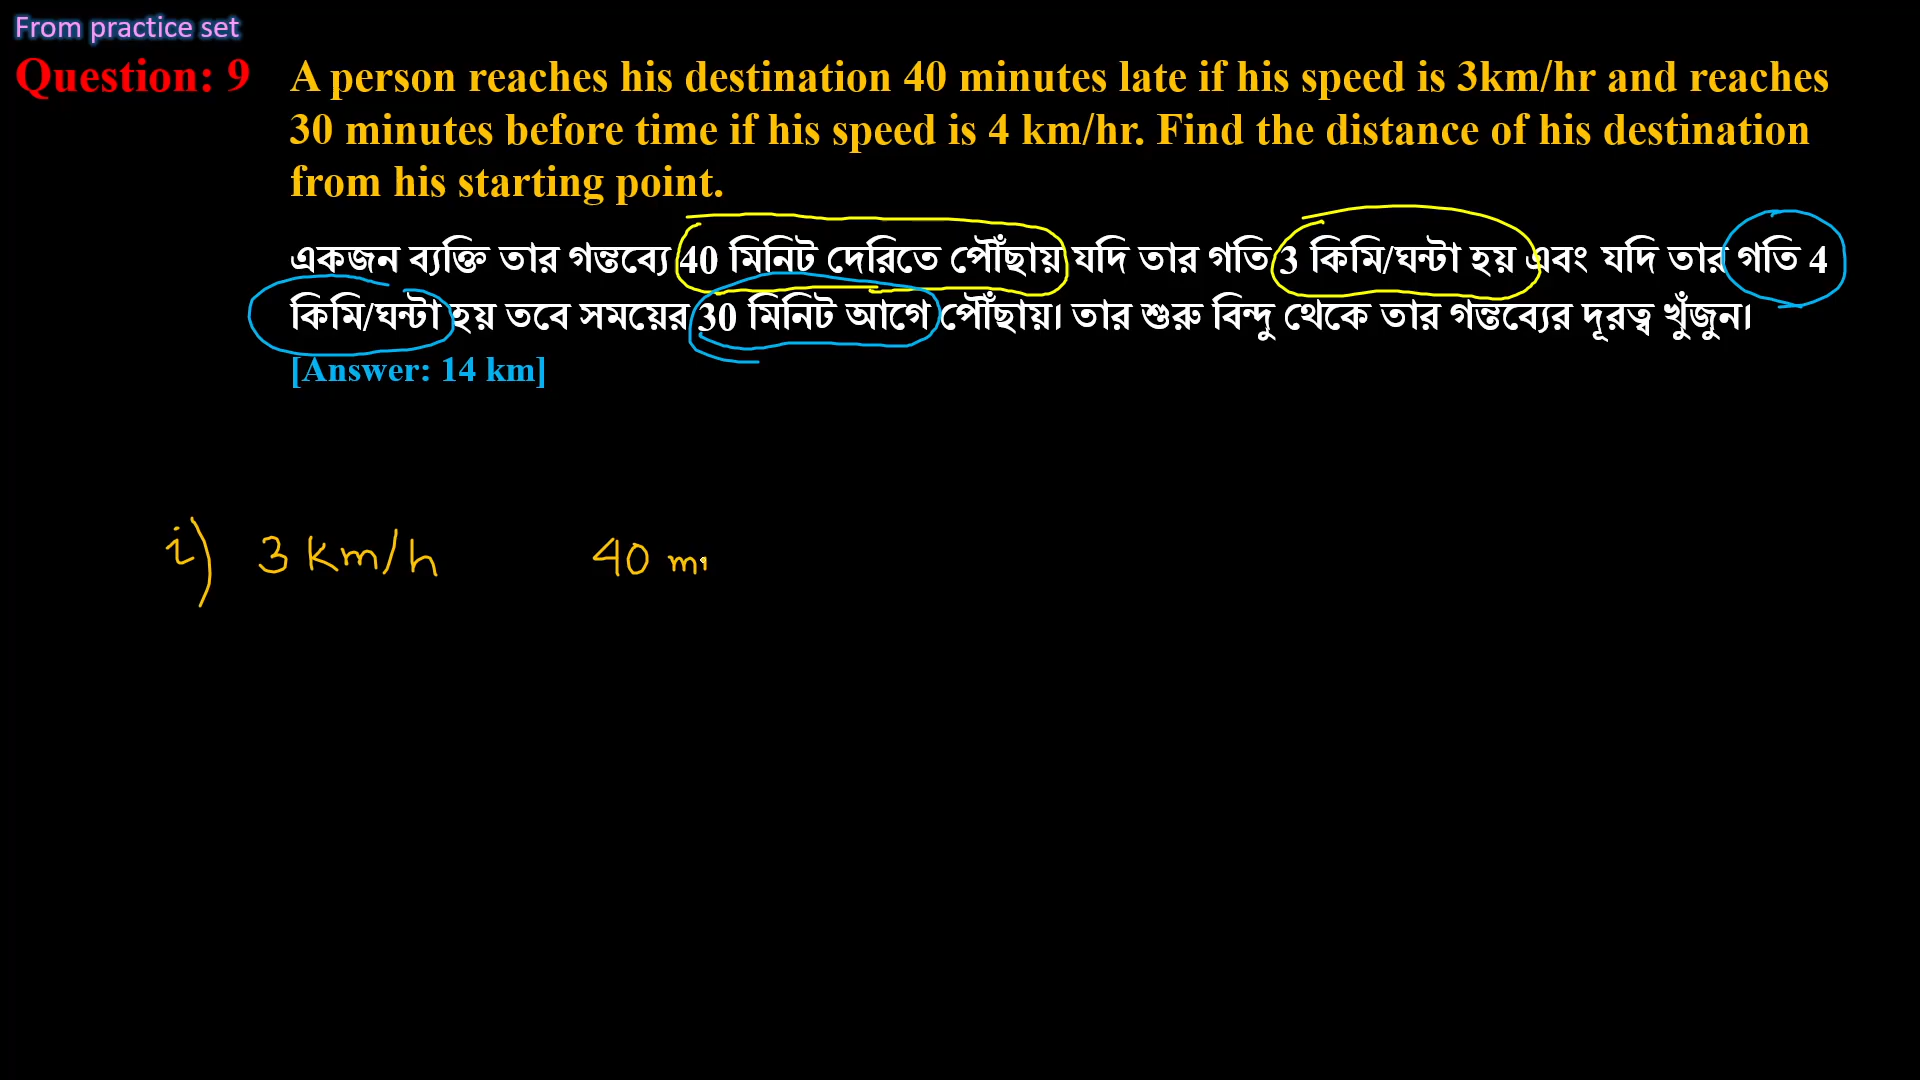 From practice set
Question: 9 A person reaches his destination 40 minutes late if his speed is 3km/hr and reaches
30 minutes before time if his speed is 4 km/hr. Find the distance of his destination
from his starting point.
একজন ব্যক্তি তার গন্তব্যে 40 মিনিট দেরিতে পৌঁছায় যদি তার গতি 3 কিমি/ঘন্টা হয় এবং যদি তার গতি 4
কিমি/ঘন্টা হয় তবে সময়ের 30 মিনিট আগে পৌঁছায়। তার শুরু বিন্দু থেকে তার গন্তব্যের দূরত্ব খুঁজুন।
[Answer: 14 km]
i) 3 km/h 40 mi